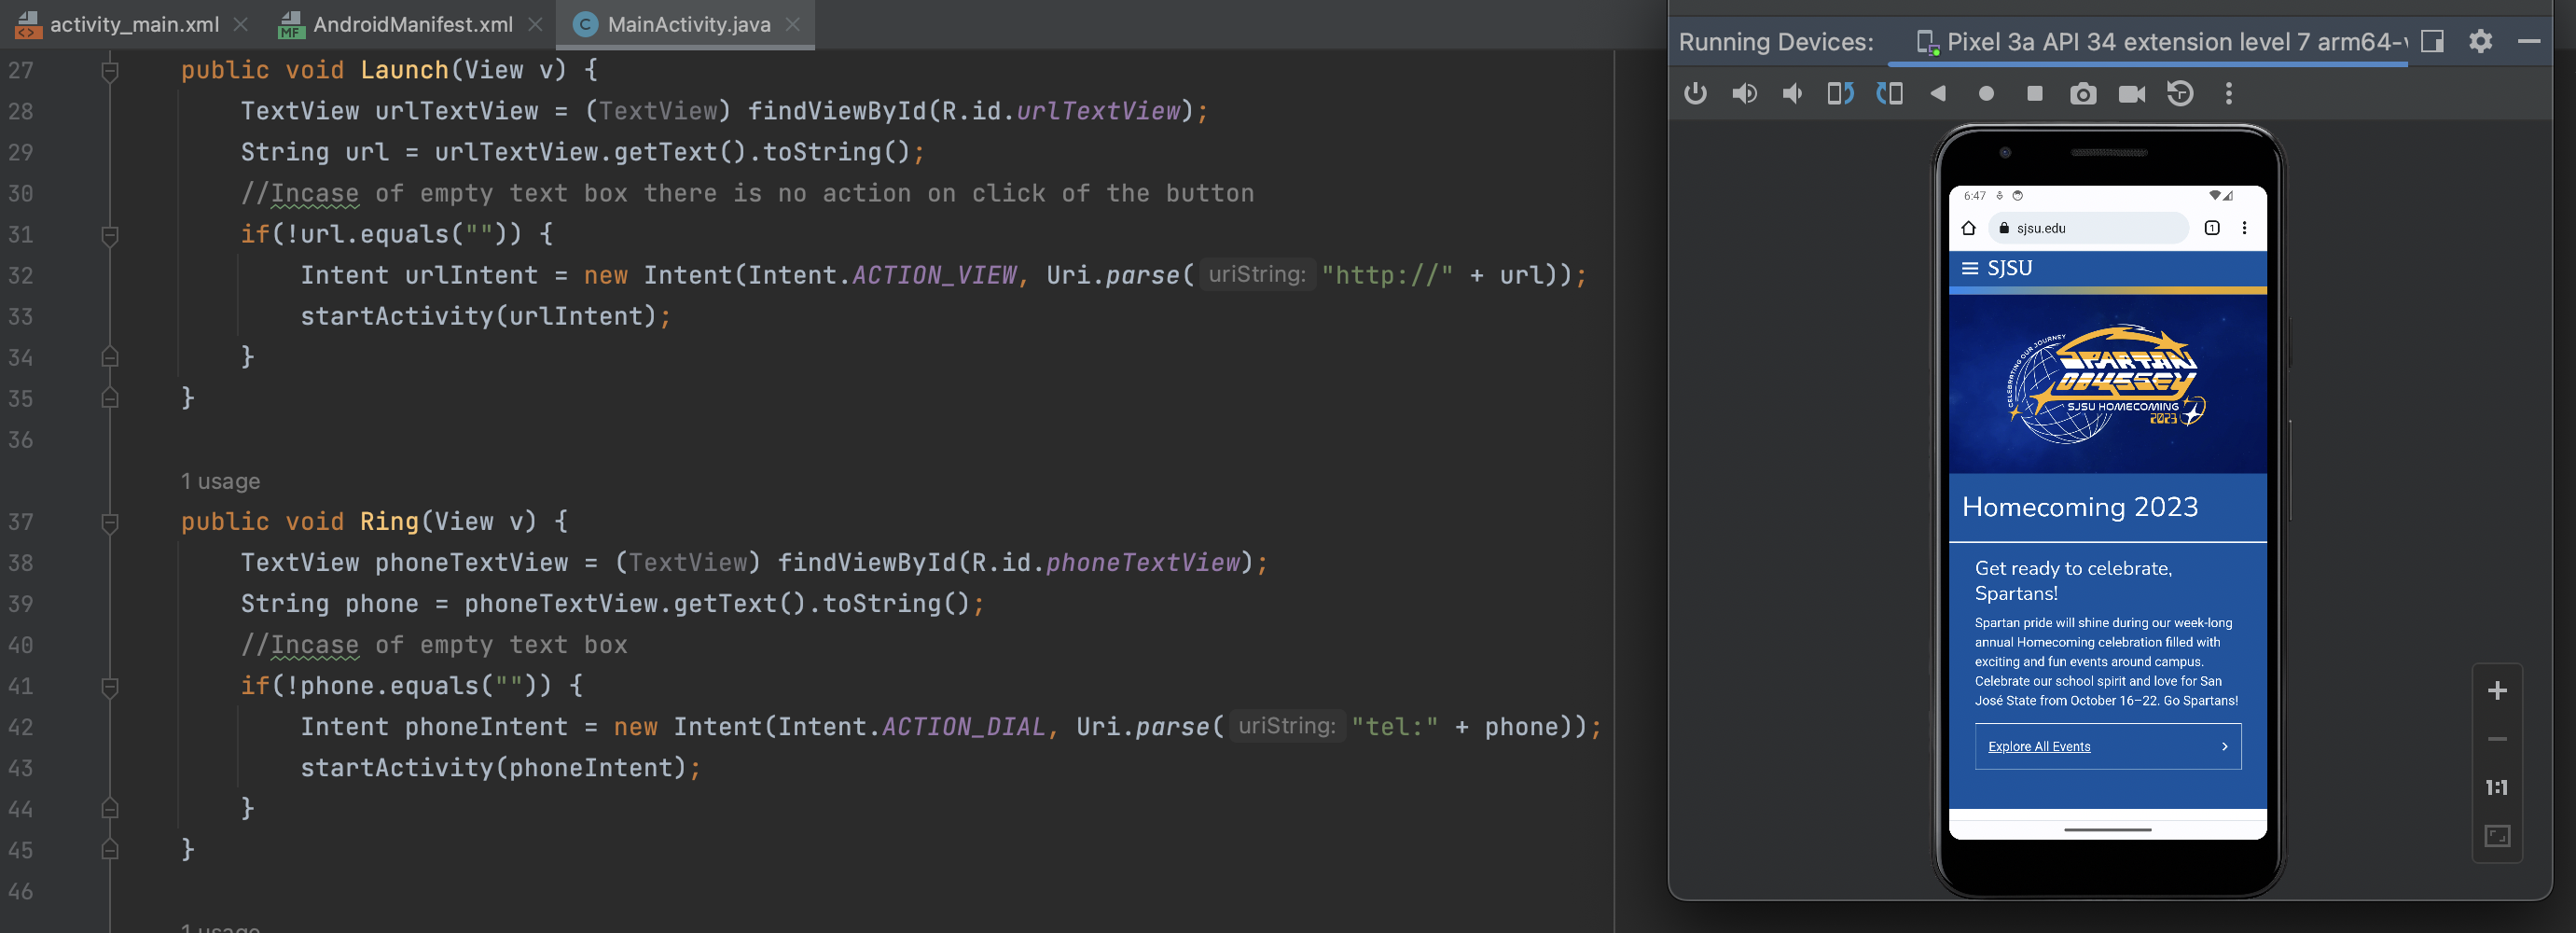 activity_main.xml
AndroidManifest.xml
MainActivity.java
27 public void Launch(View v) {
28 TextView urlTextView = (TextView) findViewById(R.id.urlTextView);
29 String url = urlTextView.getText().toString();
30 //Incase of empty text box there is no action on click of the button
31 if(!url.equals("")) {
32 Intent urlIntent = new Intent(Intent.ACTION_VIEW, Uri.parse( uriString: "http://" + url));
33 startActivity(urlIntent);
34 }
35 }
36
1 usage
37 public void Ring(View v) {
38 TextView phoneTextView = (TextView) findViewById(R.id.phoneTextView);
39 String phone = phoneTextView.getText().toString();
40 //Incase of empty text box
41 if(!phone.equals("")) {
42 Intent phoneIntent = new Intent(Intent.ACTION_DIAL, Uri.parse( uriString: "tel:" + phone));
43 startActivity(phoneIntent);
44 }
45 }
46
1 usage
Running Devices:
Pixel 3a API 34 extension level 7 arm64-
6:47
sjsu.edu
1
SJSU
CELEBRATING OUR JOURNEY
SPARTAN
ODYSSEY
SJSU HOMECOMING
2023
Homecoming 2023
Get ready to celebrate,
Spartans!
Spartan pride will shine during our week-long
annual Homecoming celebration filled with
exciting and fun events around campus.
Celebrate our school spirit and love for San
José State from October 16–22. Go Spartans!
Explore All Events
1:1